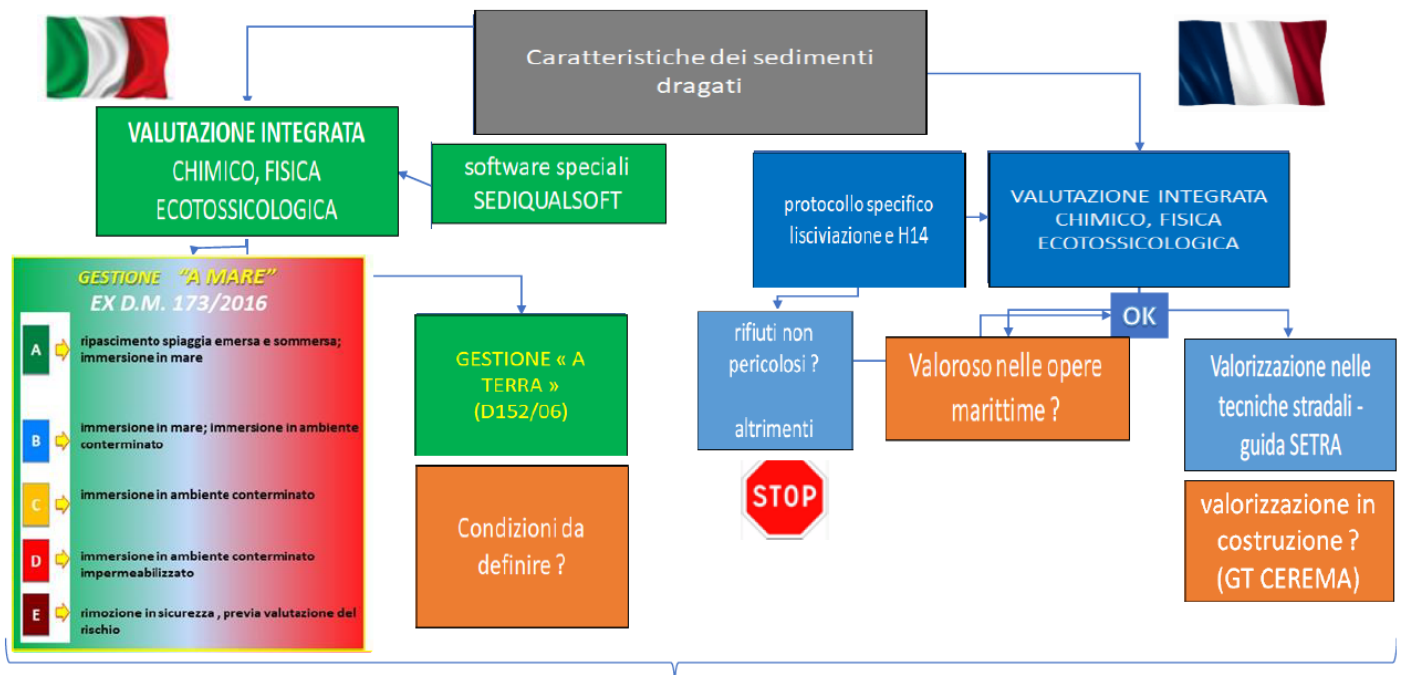 Caratteristiche dei sedimenti
dragati
VALUTAZIONE INTEGRATA
CHIMICO, FISICA
ECOTOSSICOLOGICA
software speciali
SEDIQUALSOFT
GESTIONE "A MARE"
EX D.M. 173/2016
A
ripascimento spiaggia emersa e sommersa;
immersione in mare
B
immersione in mare; immersione in ambiente
conterminato
C
immersione in ambiente conterminato
D
immersione in ambiente conterminato
impermeabilizzato
E
rimozione in sicurezza , previa valutazione del
rischio
GESTIONE « A
TERRA »
(D152/06)
Condizioni da
definire ?
protocollo specifico
lisciviazione e H14
VALUTAZIONE INTEGRATA
CHIMICO, FISICA
ECOTOSSICOLOGICA
OK
rifiuti non
pericolosi ?
altrimenti
STOP
Valoroso nelle opere
marittime ?
Valorizzazione nelle
tecniche stradali -
guida SETRA
valorizzazione in
costruzione ?
(GT CEREMA)